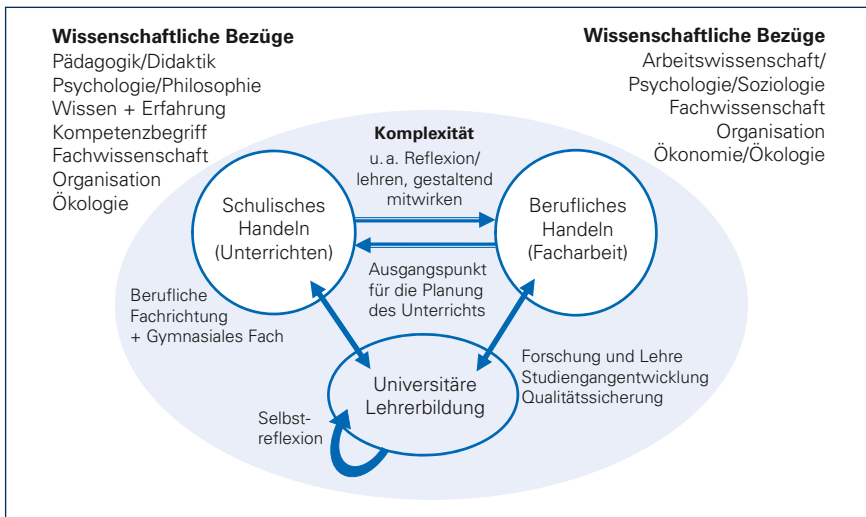 Wissenschaftliche Bezüge
Pädagogik/Didaktik
Psychologie/Philosophie
Wissen + Erfahrung
Kompetenzbegriff
Fachwissenschaft
Organisation
Ökologie
Wissenschaftliche Bezüge
Arbeitswissenschaft/
Psychologie/Soziologie
Fachwissenschaft
Organisation
Ökonomie/Ökologie
Komplexität
u. a. Reflexion/
lehren, gestaltend
mitwirken
Schulisches
Handeln
(Unterrichten)
Berufliches
Handeln
(Facharbeit)
Ausgangspunkt
für die Planung
des Unterrichts
Berufliche
Fachrichtung
+ Gymnasiales Fach
Forschung und Lehre
Studiengangentwicklung
Qualitätssicherung
Universitäre
Lehrerbildung
Selbst-
reflexion